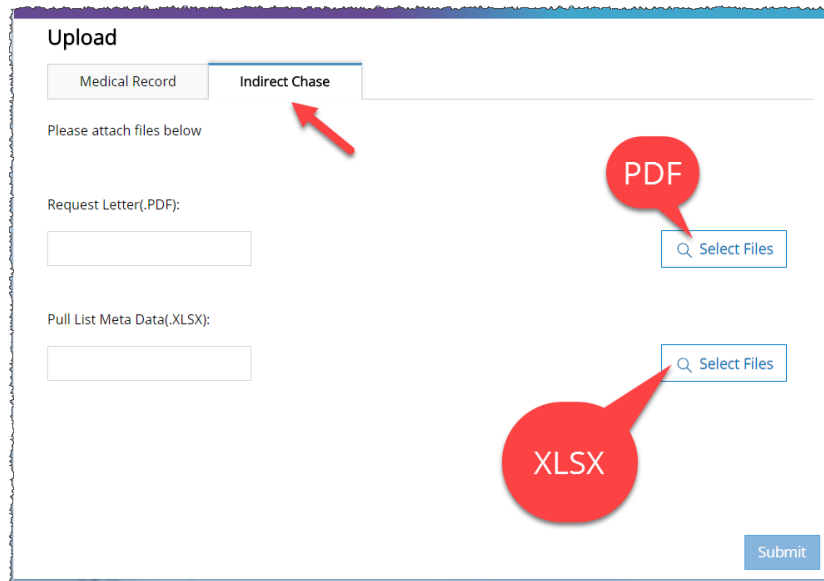 Upload
Medical Record
Indirect Chase
Please attach files below
PDF
Request Letter(.PDF):
Select Files
Pull List Meta Data(.XLSX):
Select Files
XLSX
Submit